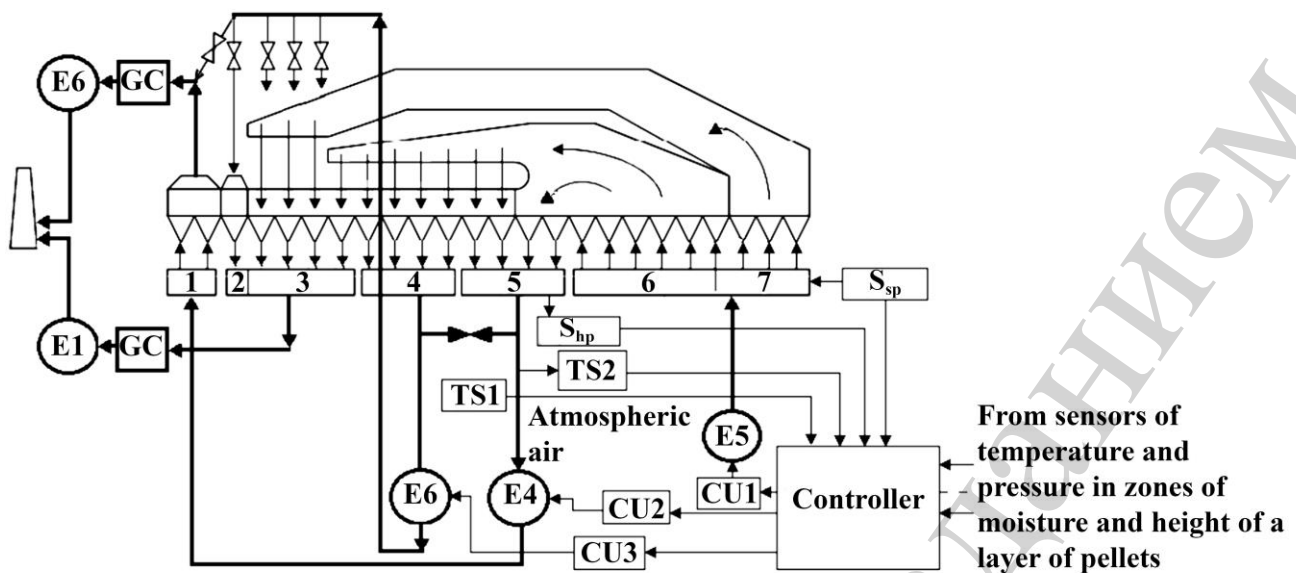 E6
GC
1
2
3
4
5
6
7
S_sp
S_hp
E1
GC
TS2
TS1
Atmospheric
air
E5
From sensors of
temperature and
pressure in zones of
moisture and height of a
layer of pellets
E6
E4
CU2
CU1
Controller
CU3